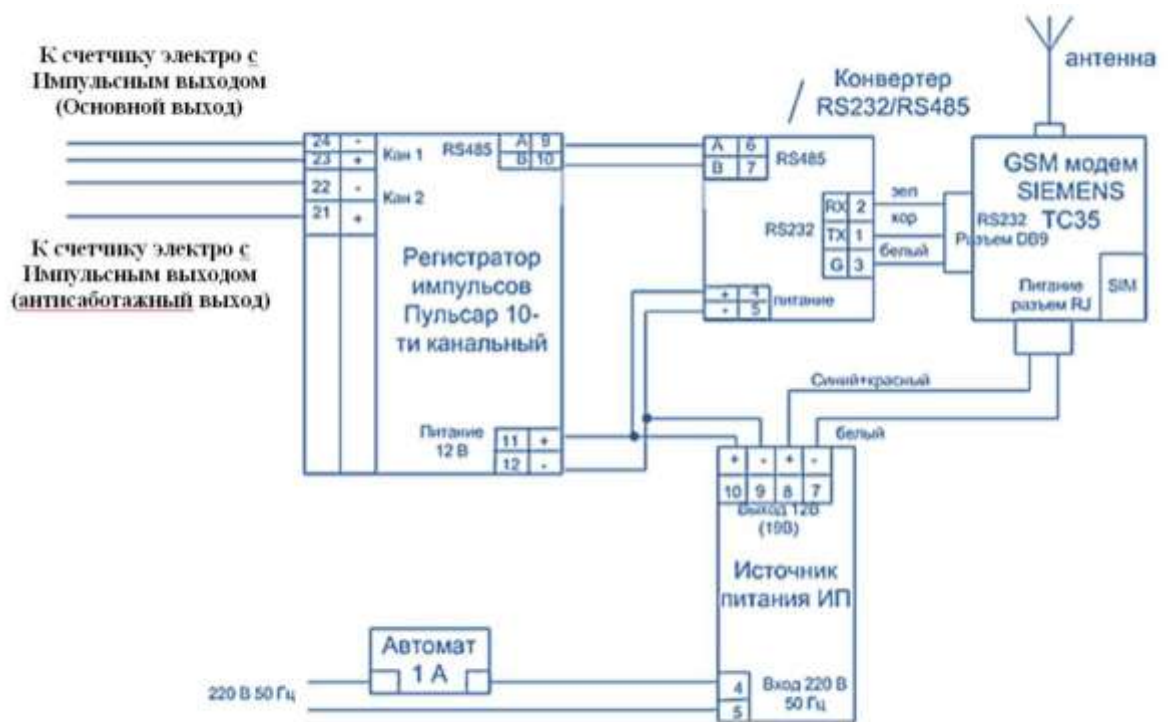 К счетчику электро с
Импульсным выходом
(Основной выход)
К счетчику электро с
Импульсным выходом
(антисаботажный выход)
24 -
23 +
22 -
21 +
Кан 1
Кан 2
RS485
A 9
B 10
Регистратор
импульсов
Пульсар 10-
ти канальный
Питание
12 В
11 +
12 -
Конвертер
RS232/RS485
A 6
B 7
RS485
RS232
RX 2
TX 1
G 3
+ 4
- 5
питание
зел
кор
белый
антенна
GSM модем
SIEMENS
TC35
RS232
Разъем DB9
Питание
разъем RJ
SIM
Синий+красный
белый
+ - + -
10 9 8 7
Выход 12В
(19В)
Источник
питания ИП
4
5
Вход 220 В
50 Гц
Автомат
1 А
220 В 50 Гц